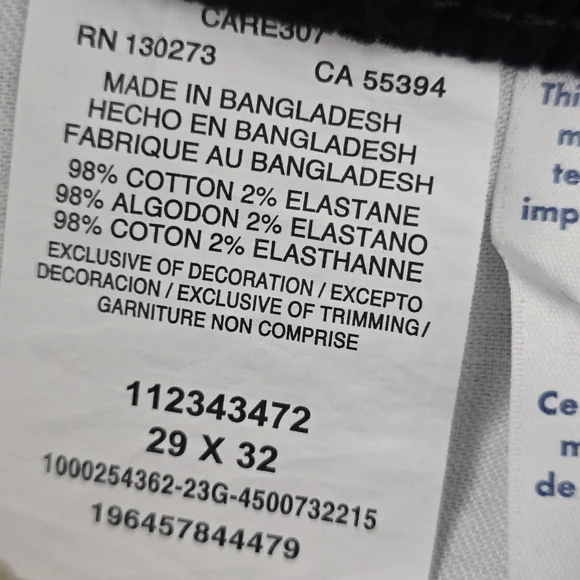 CARE307
RN 130273
CA 55394
MADE IN BANGLADESH
HECHO EN BANGLADESH
FABRIQUE AU BANGLADESH
98% COTTON 2% ELASTANE
98% ALGODON 2% ELASTANO
98% COTON 2% ELASTHANNE
EXCLUSIVE OF DECORATION / EXCEPTO
DECORACION / EXCLUSIVE OF TRIMMING /
GARNITURE NON COMPRISE
112343472
29 X 32
1000254362-23G-4500732215
196457844479
Thi
m
te
imp
Ce
m
de